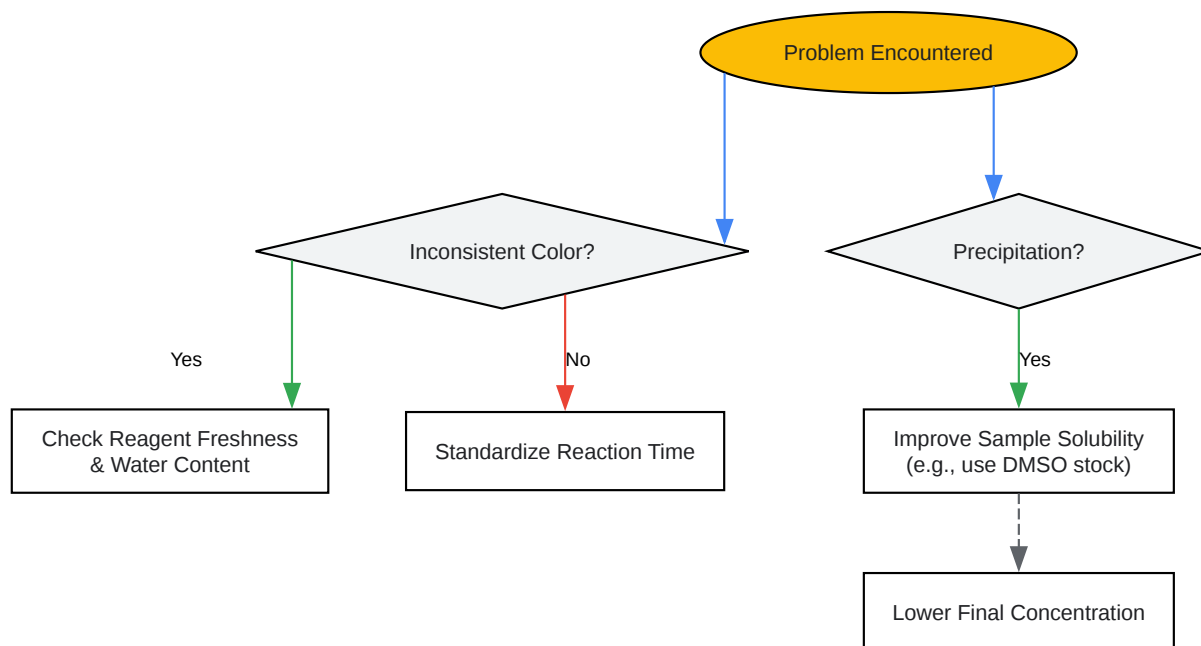 Problem Encountered
Inconsistent Color?
Precipitation?
Yes
No
Yes
Check Reagent Freshness
& Water Content
Standardize Reaction Time
Improve Sample Solubility
(e.g., use DMSO stock)
Lower Final Concentration